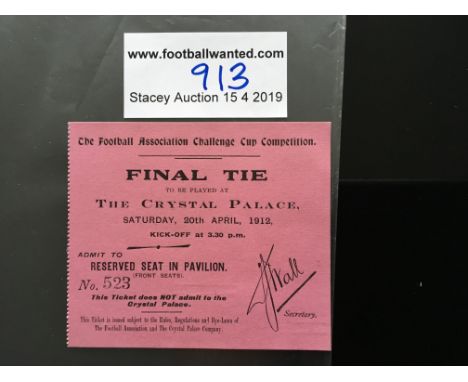 www.footballwanted.com
913
Stacey Auction 15 4 2019
The Football Association Challenge Cup Competition.
FINAL TIE
TO BE PLAYED AT
THE CRYSTAL PALACE,
SATURDAY, 20th APRIL, 1912,
KICK-OFF at 3.30 p.m.
ADMIT TO
RESERVED SEAT IN PAVILION.
(FRONT SEATS).
No. 523
This Ticket does NOT admit to the
Crystal Palace.
This Ticket is issued subject to the Rules, Regulations and Bye-Laws of
The Football Association and The Crystal Palace Company.
FJWall
Secretary.